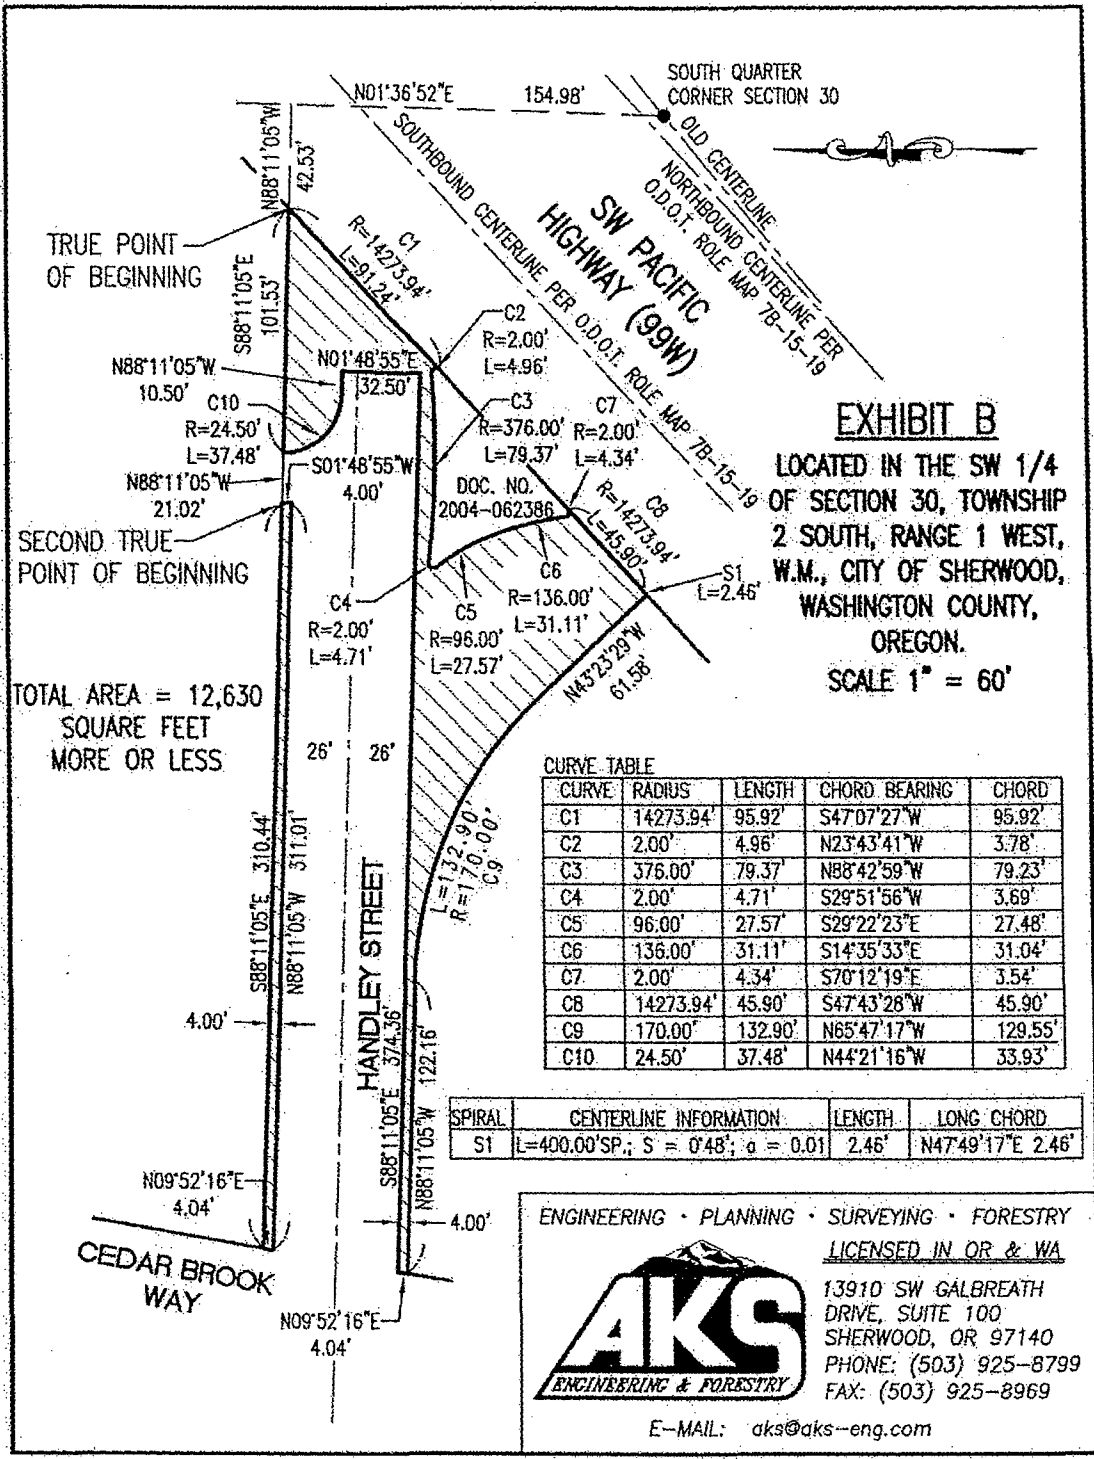 SOUTH QUARTER
CORNER SECTION 30
N01°36'52"E 154.98'
N88°11'05"W
42.53'
OLD CENTERLINE
NORTHBOUND CENTERLINE PER
O.D.O.T. ROLE MAP 7B-15-19
SW PACIFIC
HIGHWAY (99W)
SOUTHBOUND CENTERLINE PER O.D.O.T. ROLE MAP 7B-15-19
TRUE POINT
OF BEGINNING
C1
R=14273.94'
L=91.24'
S88°11'05"E
101.53'
C2
R=2.00'
L=4.96'
N01°48'55"E
32.50'
N88°11'05"W
10.50'
C10
R=24.50'
L=37.48'
C3
R=376.00'
L=79.37'
C7
R=2.00'
L=4.34'
N88°11'05"W
21.02'
S01°48'55"W
4.00'
DOC. NO.
2004-062386
C8
R=14273.94'
L=45.90'
SECOND TRUE
POINT OF BEGINNING
S1
L=2.46'
C4
R=2.00'
L=4.71'
C5
R=96.00'
L=27.57'
C6
R=136.00'
L=31.11'
N43°23'29"W
61.58'
EXHIBIT B
LOCATED IN THE SW 1/4
OF SECTION 30, TOWNSHIP
2 SOUTH, RANGE 1 WEST,
W.M., CITY OF SHERWOOD,
WASHINGTON COUNTY,
OREGON.
SCALE 1" = 60'
TOTAL AREA = 12,630
SQUARE FEET
MORE OR LESS
26' 26'
L=132.90'
R=170.00'
C9
HANDLEY STREET
S88°11'05"E 310.44'
N88°11'05"W 311.01'
S88°11'05"E 374.36'
N88°11'05"W 122.16'
4.00'
4.00'
N09°52'16"E
4.04'
N09°52'16"E
4.04'
CEDAR BROOK
WAY
CURVE TABLE
CURVE RADIUS LENGTH CHORD BEARING CHORD
C1 14273.94' 95.92' S47°07'27"W 95.92'
C2 2.00' 4.96' N23°43'41"W 3.78'
C3 376.00' 79.37' N88°42'59"W 79.23'
C4 2.00' 4.71' S29°51'56"W 3.69'
C5 96.00' 27.57' S29°22'23"E 27.48'
C6 136.00' 31.11' S14°35'33"E 31.04'
C7 2.00' 4.34' S70°12'19"E 3.54'
C8 14273.94' 45.90' S47°43'28"W 45.90'
C9 170.00' 132.90' N65°47'17"W 129.55'
C10 24.50' 37.48' N44°21'16"W 33.93'
SPIRAL CENTERLINE INFORMATION LENGTH LONG CHORD
S1 L=400.00'SP.; S = 0°48'; a = 0.01 2.46' N47°49'17"E 2.46'
ENGINEERING · PLANNING · SURVEYING · FORESTRY
LICENSED IN OR & WA
13910 SW GALBREATH
DRIVE, SUITE 100
SHERWOOD, OR 97140
PHONE: (503) 925-8799
FAX: (503) 925-8969
AKS
ENGINEERING & FORESTRY
E-MAIL: aks@aks-eng.com